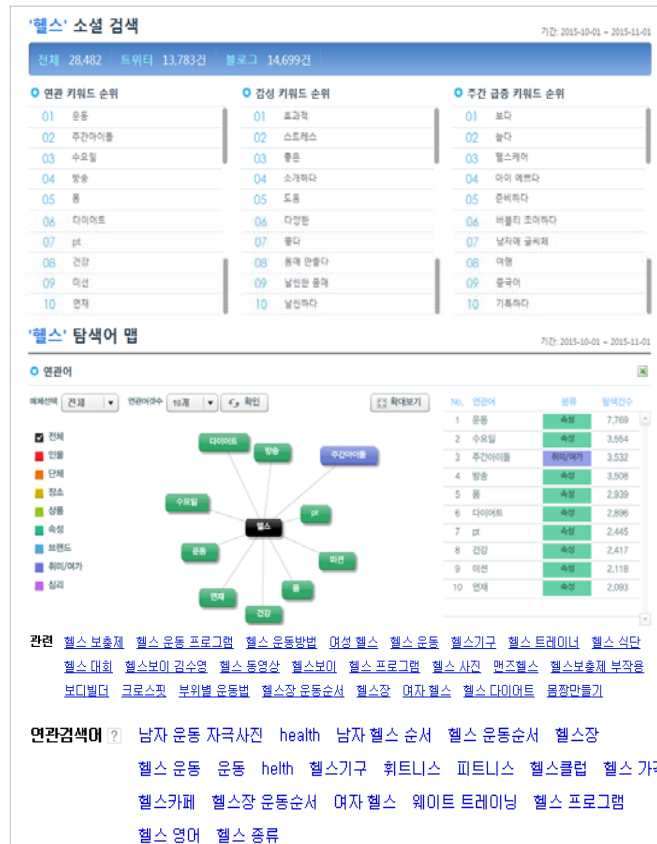 '헬스' 소셜 검색
기간: 2015-10-01 ~ 2015-11-01
전체 28,482 트위터 13,783건 블로그 14,699건
연관 키워드 순위
01 운동
02 주간아이돌
03 수요일
04 방송
05 몸
06 다이어트
07 pt
08 건강
09 미션
10 연재
감성 키워드 순위
01 효과적
02 스트레스
03 좋은
04 소개하다
05 도움
06 다양한
07 좋다
08 몸매 만들다
09 날씬한 몸매
10 날씬하다
주간 급증 키워드 순위
01 보다
02 눕다
03 헬스케어
04 아이 예쁘다
05 준비하다
06 버블티 조아하다
07 남자애 글씨체
08 여행
09 중국어
10 기특하다
'헬스' 탐색어 맵
기간: 2015-10-01 ~ 2015-11-01
연관어
매체선택 전체 연관어갯수 10개 확인 확대보기
전체
인물
단체
장소
상품
속성
브랜드
취미/여가
심리
다이어트
방송
주간아이돌
수요일
pt
헬스
운동
미션
몸
연재
건강
No, 연관어 분류 탐색건수
1 운동 속성 7,769
2 수요일 속성 3,554
3 주간아이돌 취미/여가 3,532
4 방송 속성 3,508
5 몸 속성 2,939
6 다이어트 속성 2,896
7 pt 속성 2,445
8 건강 속성 2,417
9 미션 속성 2,118
10 연재 속성 2,093
관련 헬스 보충제 헬스 운동 프로그램 헬스 운동방법 여성 헬스 헬스 운동 헬스기구 헬스 트레이너 헬스 식단
헬스 대회 헬스보이 김수영 헬스 동영상 헬스보이 헬스 프로그램 헬스 사진 맨즈헬스 헬스보충제 부작용
보디빌더 크로스핏 부위별 운동법 헬스장 운동순서 헬스장 여자 헬스 헬스 다이어트 몸짱만들기
연관검색어 ? 남자 운동 자극사진 health 남자 헬스 순서 헬스 운동순서 헬스장
헬스 운동 운동 helth 헬스기구 휘트니스 피트니스 헬스클럽 헬스
헬스카페 헬스장 운동순서 여자 헬스 웨이트 트레이닝 헬스 프로그램
헬스 영어 헬스 종류